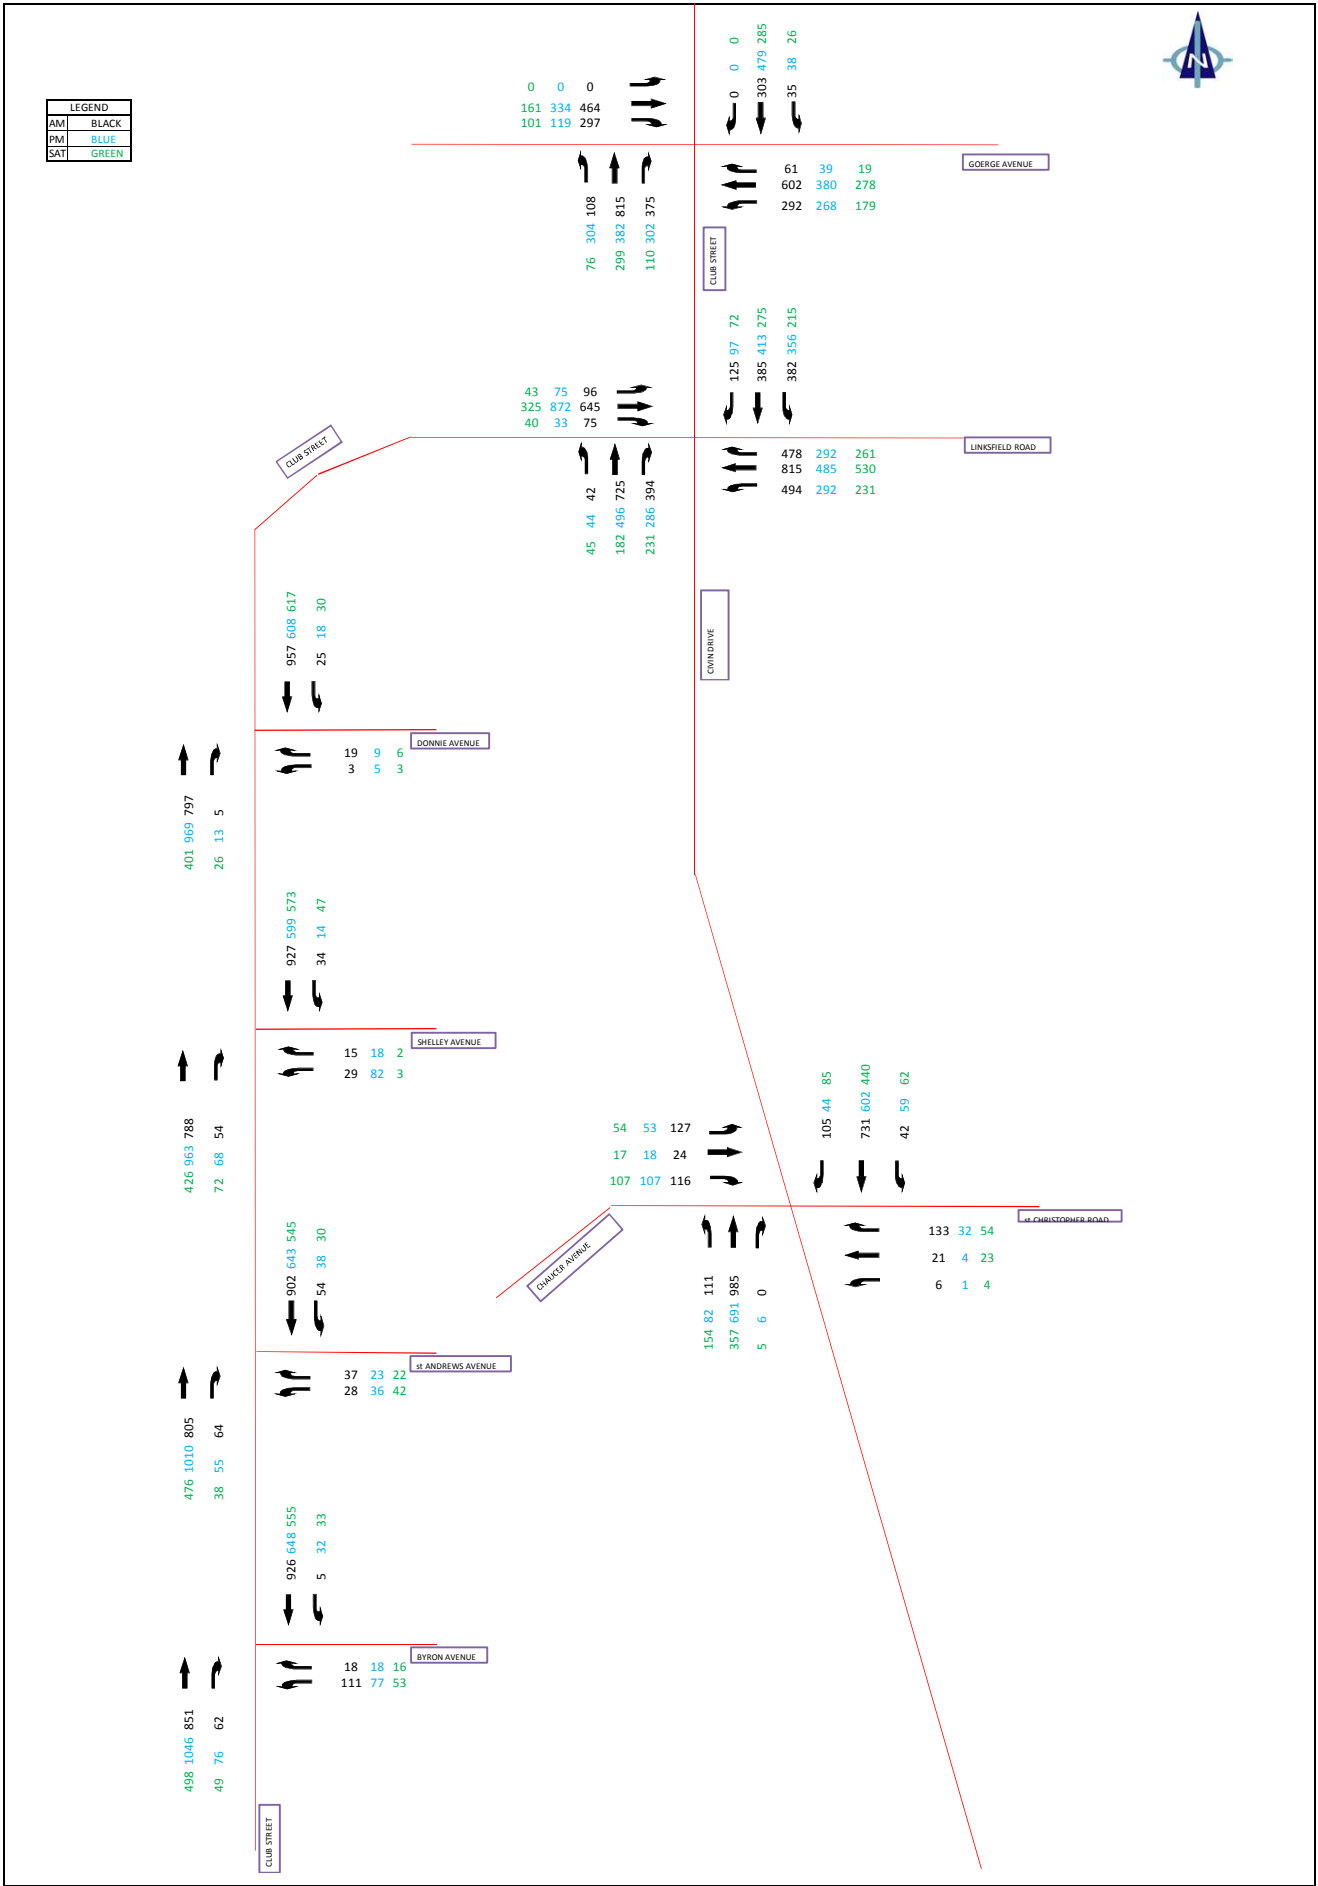 N
LEGEND
AM BLACK
PM BLUE
SAT GREEN
0 0 0
161 334 464
101 119 297
0 0 0
303 479 285
35 38 26
GOERGE AVENUE
61 39 19
602 380 278
292 268 179
76 304 108
299 382 815
110 302 375
CLUB STREET
125 97 72
385 413 275
382 356 215
43 75 96
325 872 645
40 33 75
CLUB STREET
LINKSFIELD ROAD
478 292 261
815 485 530
494 292 231
45 44 42
182 496 725
231 286 394
CIVIN DRIVE
957 608 617
25 18 30
DONNIE AVENUE
19 9 6
3 5 3
401 969 797
26 13 5
927 599 573
34 14 47
SHELLEY AVENUE
15 18 2
29 82 3
426 963 788
72 68 54
54 53 127
17 18 24
107 107 116
105 44 85
731 602 440
42 59 62
st CHRISTOPHER ROAD
133 32 54
21 4 23
6 1 4
CHAUCER AVENUE
154 82 111
357 691 985
5 6 0
902 643 545
54 38 30
st ANDREWS AVENUE
37 23 22
28 36 42
476 1010 805
38 55 64
926 648 555
5 32 33
BYRON AVENUE
18 18 16
111 77 53
498 1046 851
49 76 62
CLUB STREET